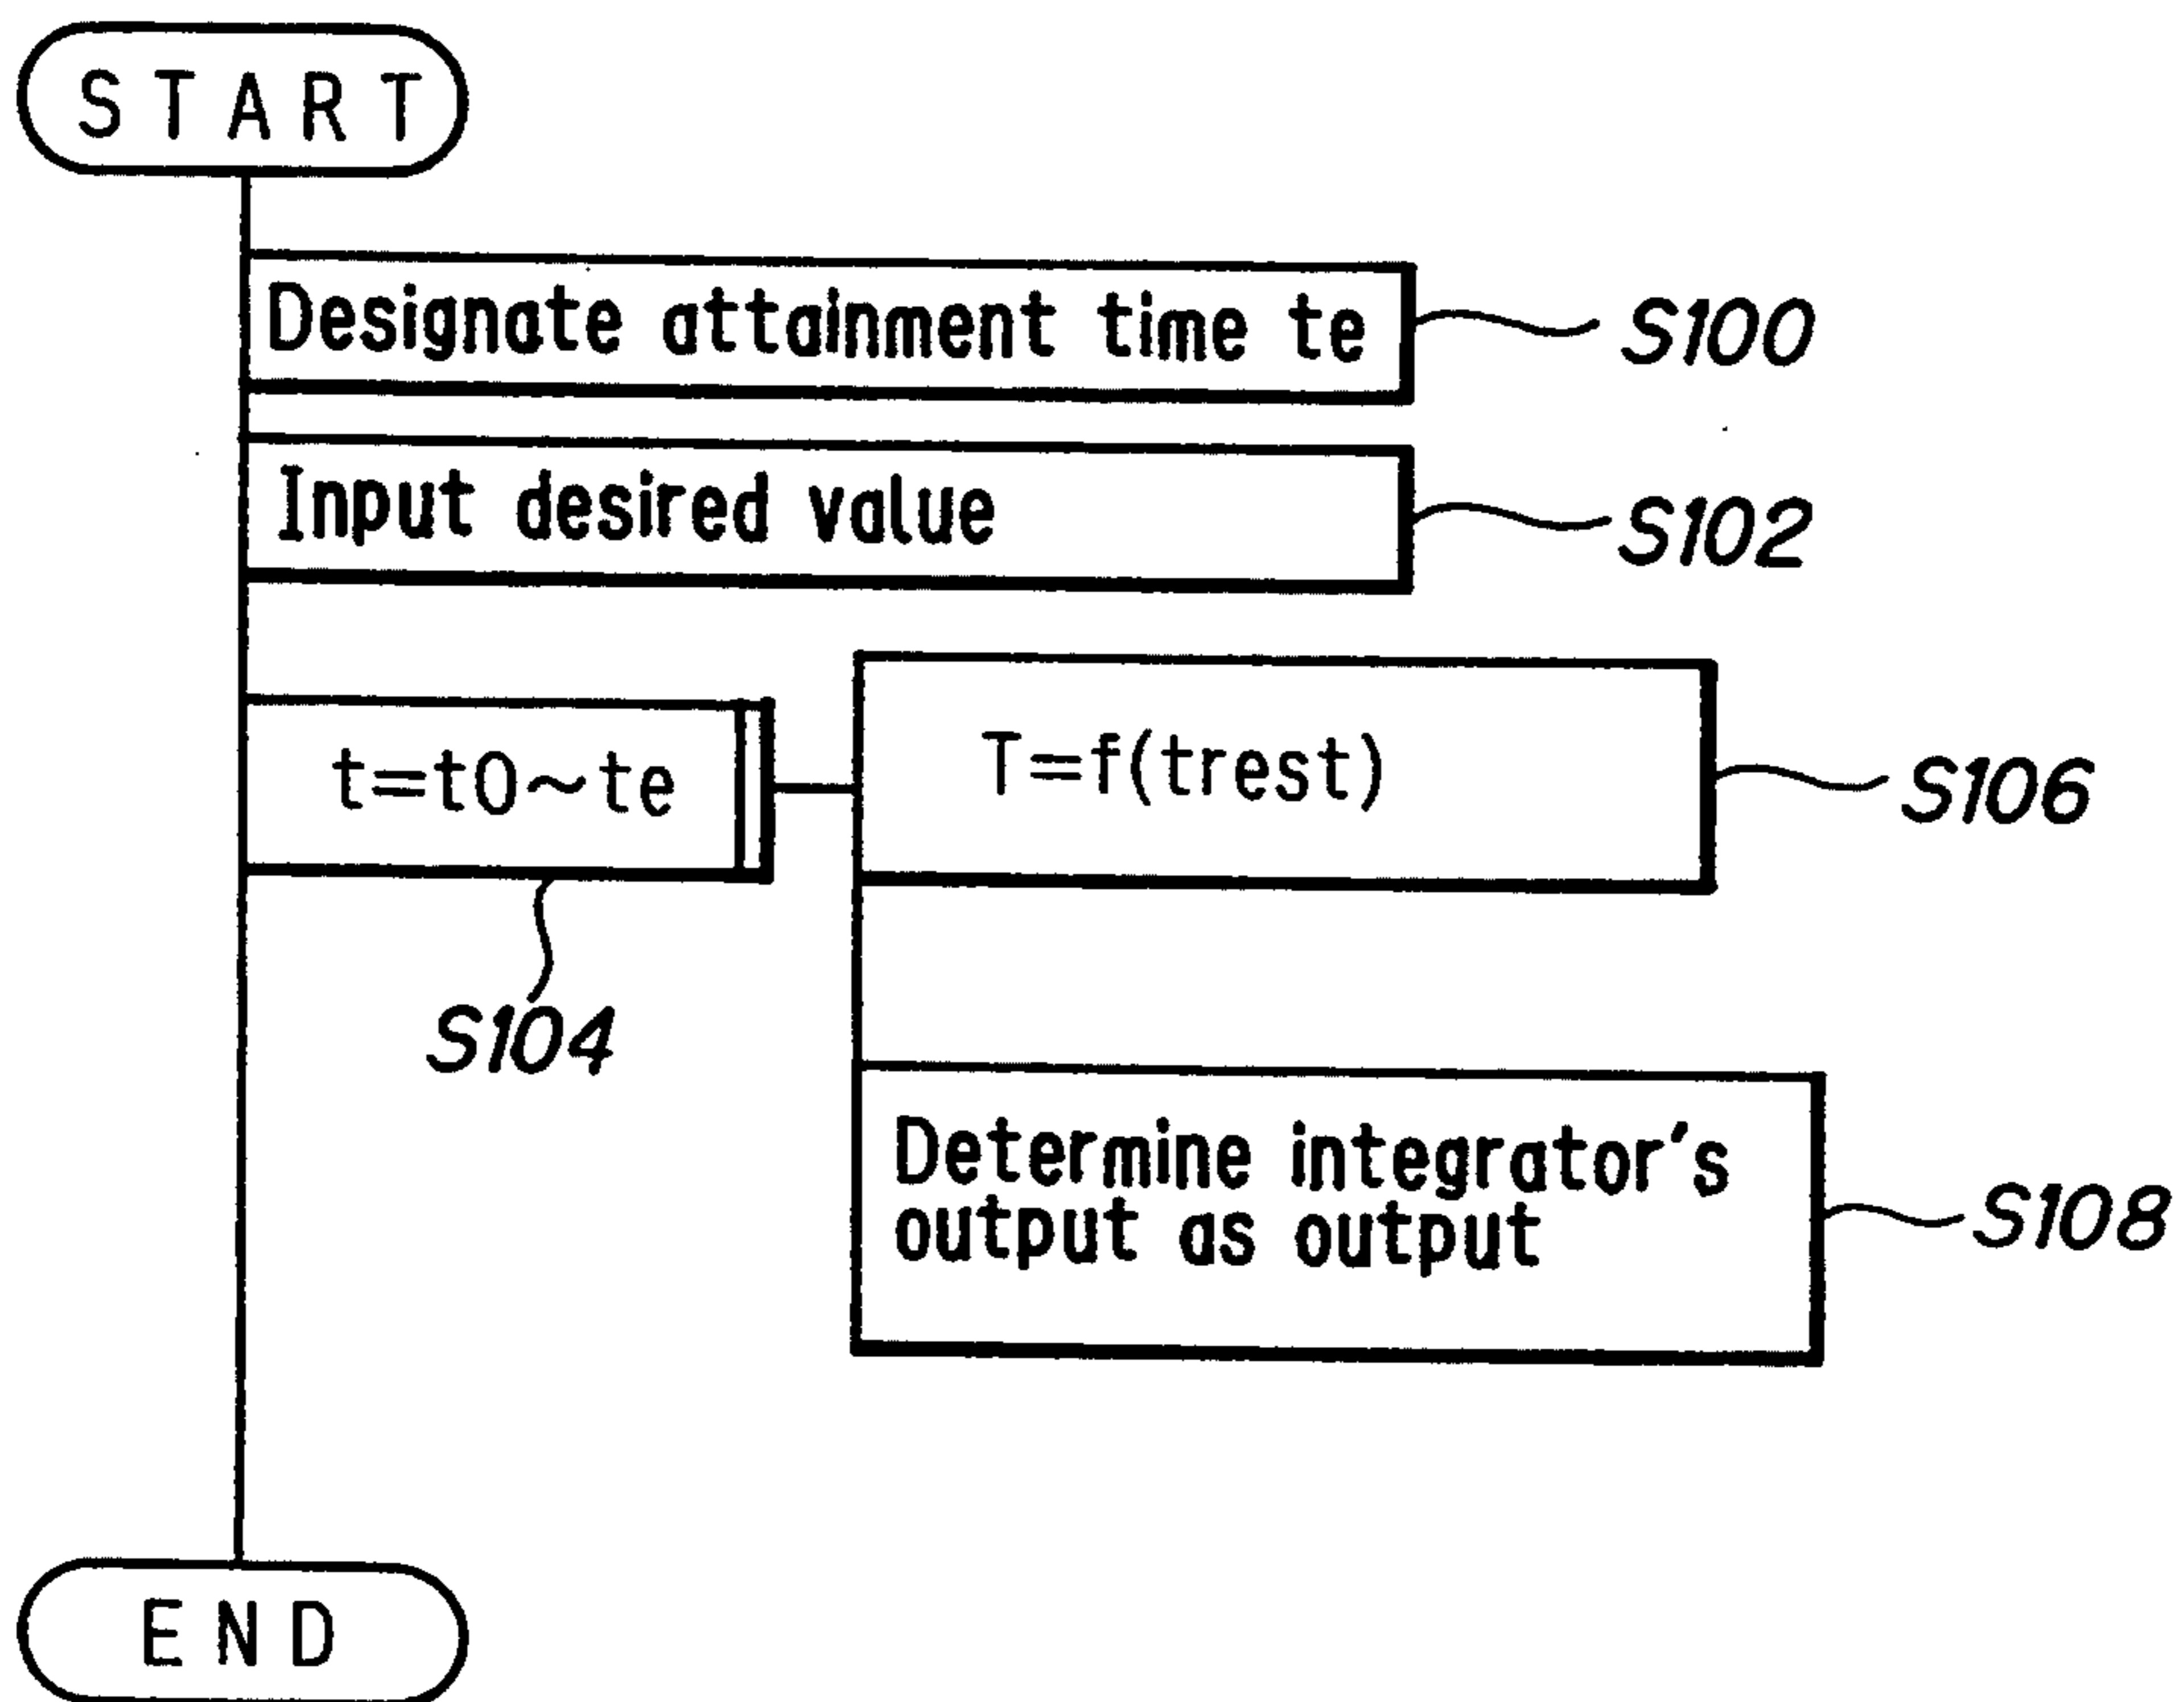 START
Designate attainment time te
S100
Input desired value
S102
t=t0~te
S104
T=f(trest)
S106
Determine integrator's
output as output
S108
END